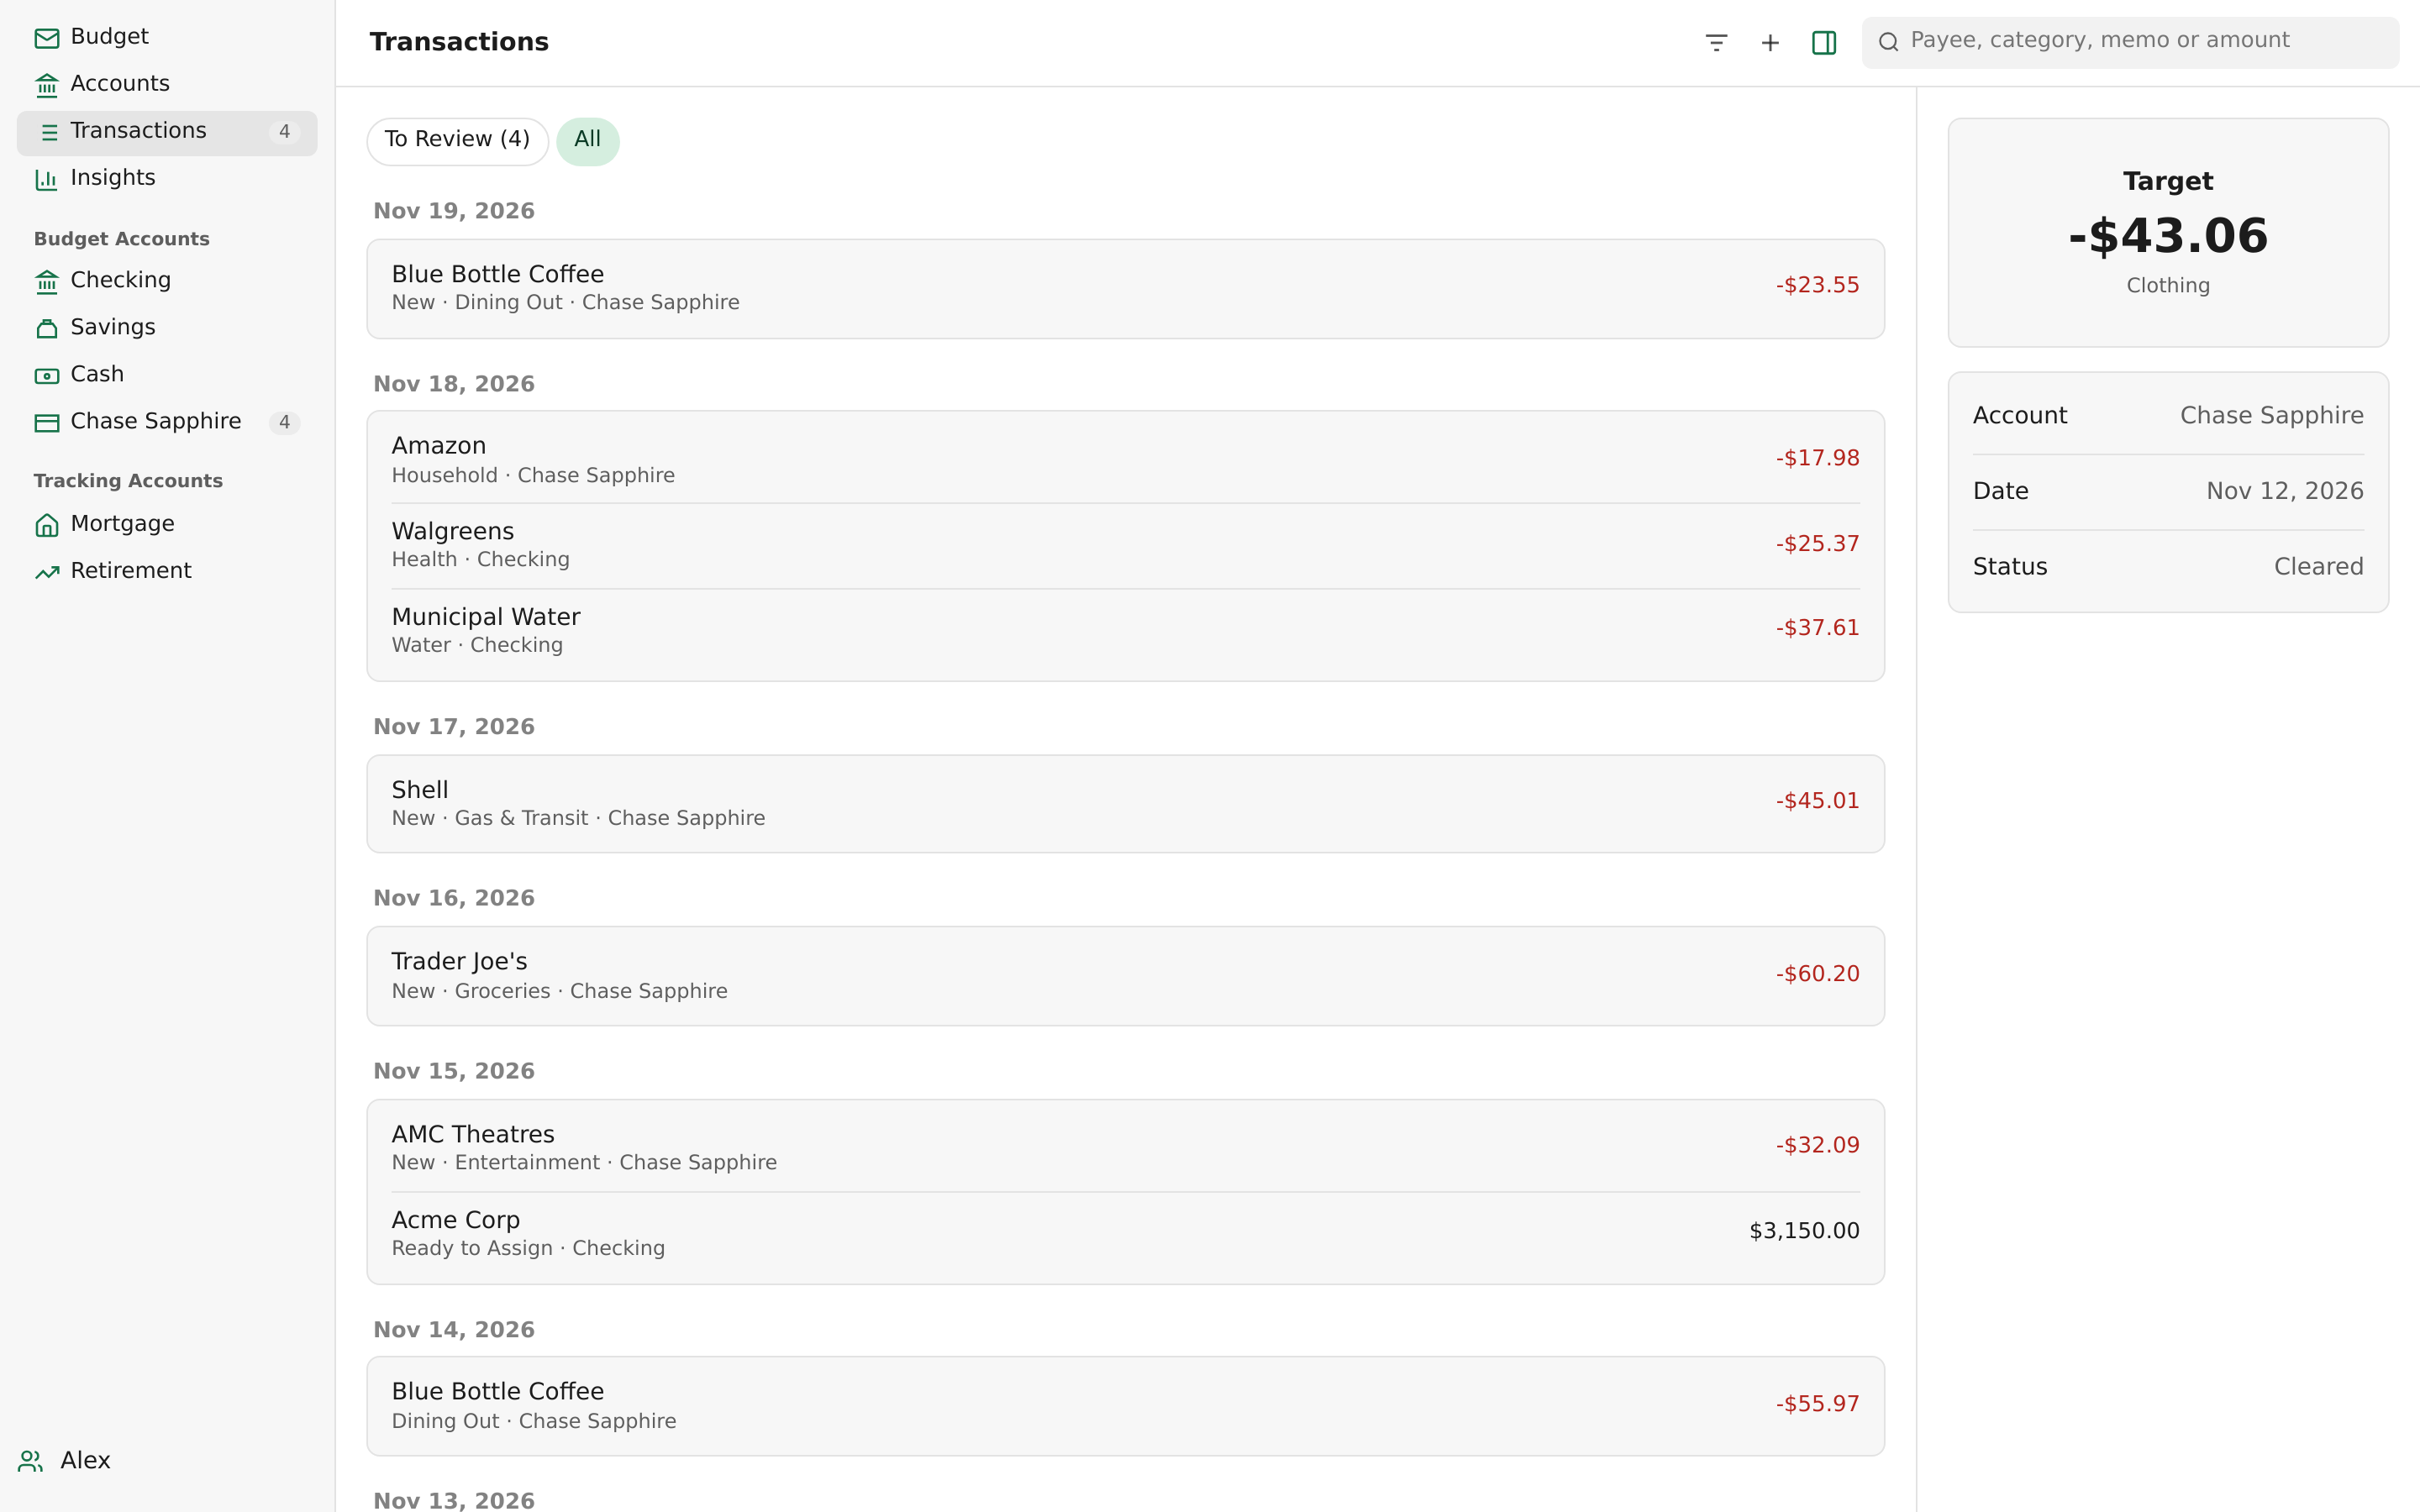 Budget
Accounts
Transactions 4
Insights
Budget Accounts
Checking
Savings
Cash
Chase Sapphire 4
Tracking Accounts
Mortgage
Retirement
Alex
Transactions
Payee, category, memo or amount
To Review (4) All
Nov 19, 2026
Blue Bottle Coffee
New · Dining Out · Chase Sapphire
-$23.55
Nov 18, 2026
Amazon
Household · Chase Sapphire
-$17.98
Walgreens
Health · Checking
-$25.37
Municipal Water
Water · Checking
-$37.61
Nov 17, 2026
Shell
New · Gas & Transit · Chase Sapphire
-$45.01
Nov 16, 2026
Trader Joe's
New · Groceries · Chase Sapphire
-$60.20
Nov 15, 2026
AMC Theatres
New · Entertainment · Chase Sapphire
-$32.09
Acme Corp
Ready to Assign · Checking
$3,150.00
Nov 14, 2026
Blue Bottle Coffee
Dining Out · Chase Sapphire
-$55.97
Nov 13, 2026
Target
-$43.06
Clothing
Account Chase Sapphire
Date Nov 12, 2026
Status Cleared